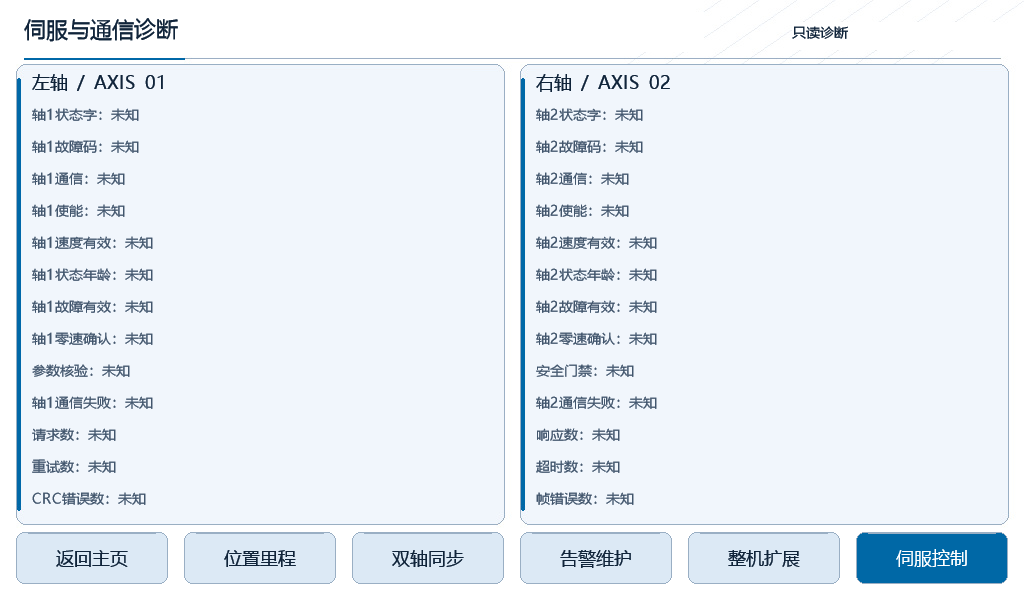 伺服与通信诊断
只读诊断
左轴 / AXIS 01
轴1状态字：未知
轴1故障码：未知
轴1通信：未知
轴1使能：未知
轴1速度有效：未知
轴1状态年龄：未知
轴1故障有效：未知
轴1零速确认：未知
参数核验：未知
轴1通信失败：未知
请求数：未知
重试数：未知
CRC错误数：未知
右轴 / AXIS 02
轴2状态字：未知
轴2故障码：未知
轴2通信：未知
轴2使能：未知
轴2速度有效：未知
轴2状态年龄：未知
轴2故障有效：未知
轴2零速确认：未知
安全门禁：未知
轴2通信失败：未知
响应数：未知
超时数：未知
帧错误数：未知
返回主页
位置里程
双轴同步
告警维护
整机扩展
伺服控制